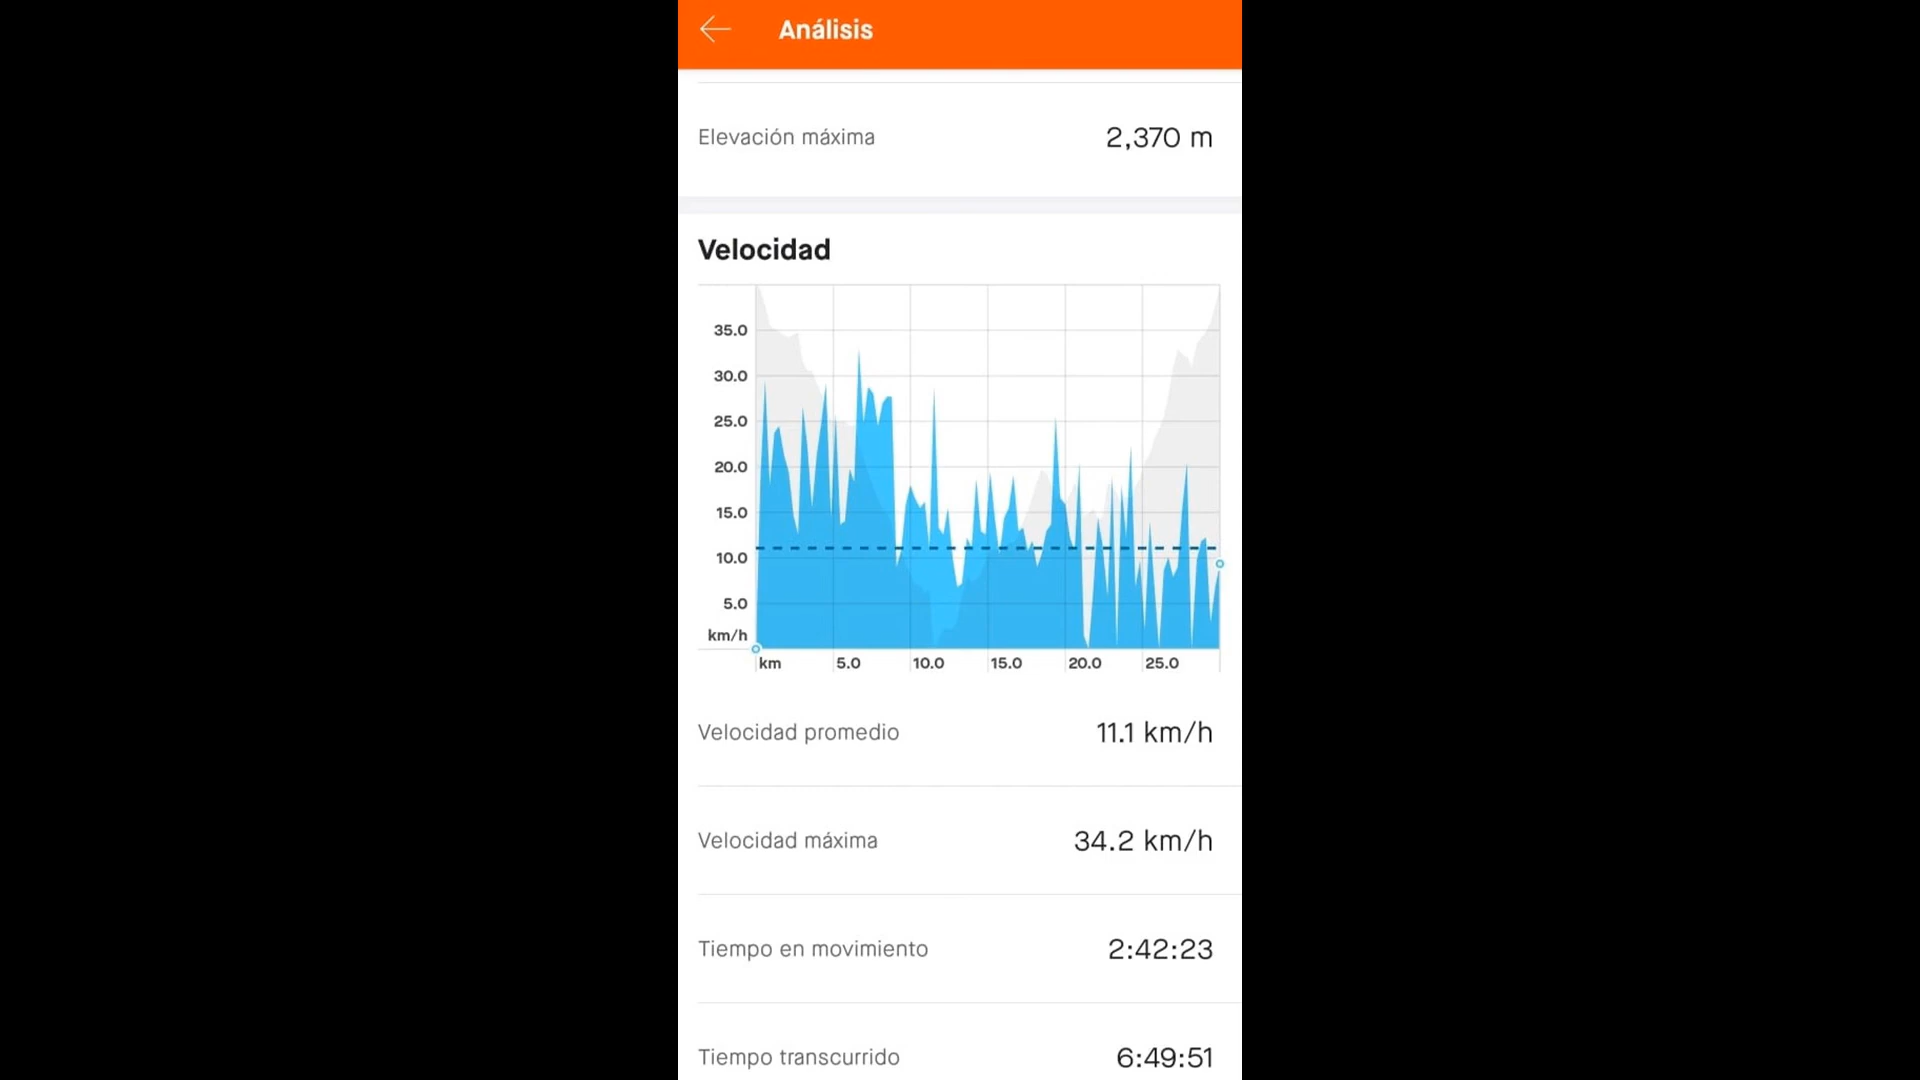 Análisis
Elevación máxima 2,370 m
Velocidad
35.0
30.0
25.0
20.0
15.0
10.0
5.0
km/h
km 5.0 10.0 15.0 20.0 25.0
Velocidad promedio 11.1 km/h
Velocidad máxima 34.2 km/h
Tiempo en movimiento 2:42:23
Tiempo transcurrido 6:49:51